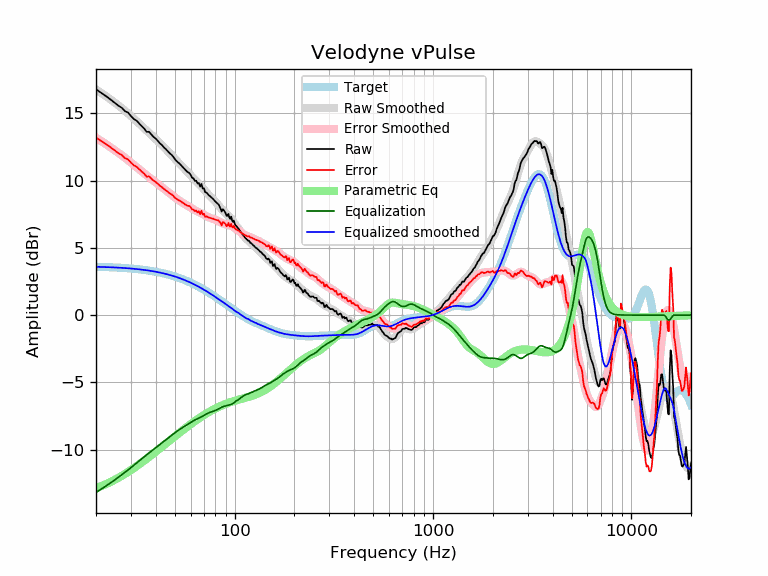 Velodyne vPulse
Target
Raw Smoothed
Error Smoothed
Raw
Error
Parametric Eq
Equalization
Equalized smoothed
Amplitude (dBr)
15
10
5
0
−5
−10
100
1000
10000
Frequency (Hz)